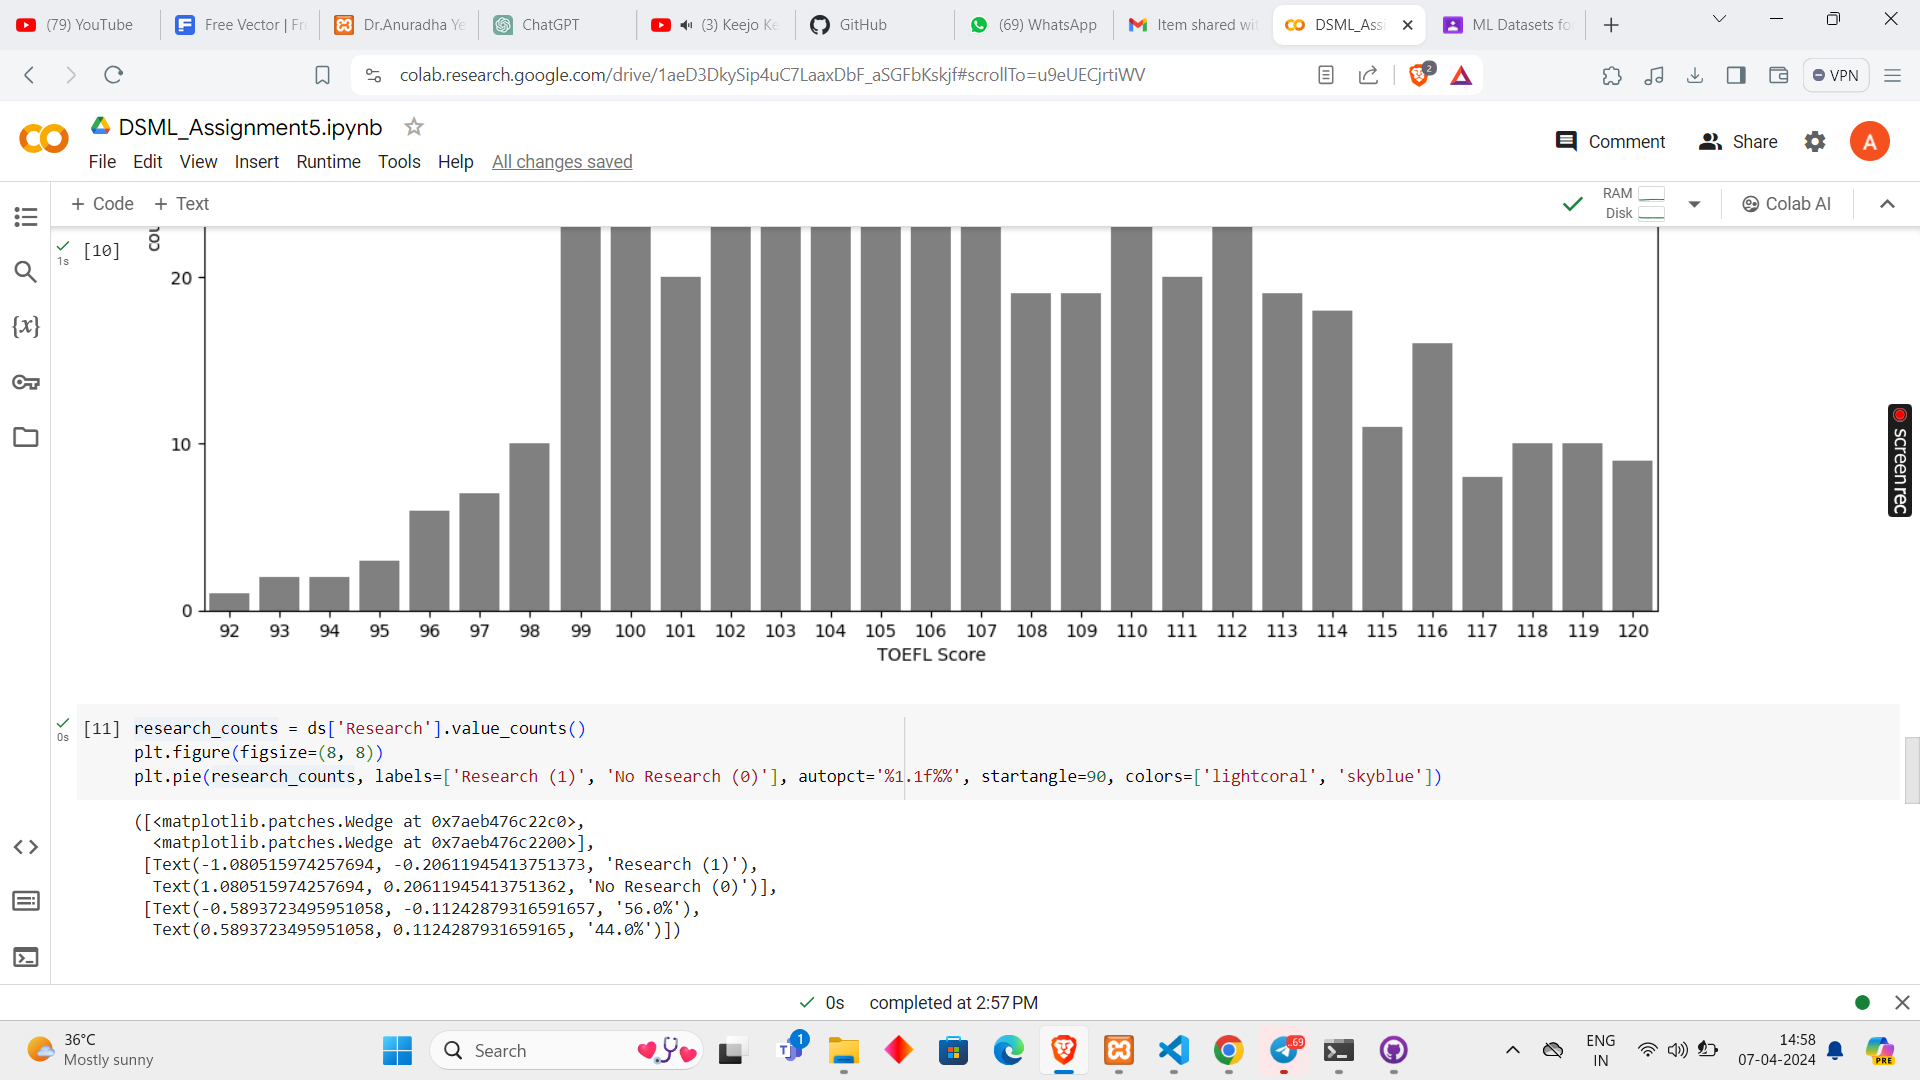 (79) YouTube
Free Vector | Fr
Dr.Anuradha Ye
ChatGPT
(3) Keejo Ke
GitHub
(69) WhatsApp
Item shared wi
DSML_Assi
ML Datasets fo
colab.research.google.com/drive/1aeD3DkySip4uC7LaaxDbF_aSGFbKskjf#scrollTo=u9eUECjrtiWV
2
VPN
DSML_Assignment5.ipynb
File Edit View Insert Runtime Tools Help All changes saved
Comment
Share
A
+ Code + Text
RAM
Disk
Colab AI
[10]
1s
cou
20
10
0
92 93 94 95 96 97 98 99 100 101 102 103 104 105 106 107 108 109 110 111 112 113 114 115 116 117 118 119 120
TOEFL Score
screenrec
{x}
[11]
0s
research_counts = ds['Research'].value_counts()
plt.figure(figsize=(8, 8))
plt.pie(research_counts, labels=['Research (1)', 'No Research (0)'], autopct='%1.1f%%', startangle=90, colors=['lightcoral', 'skyblue'])
([<matplotlib.patches.Wedge at 0x7aeb476c22c0>,
<matplotlib.patches.Wedge at 0x7aeb476c2200>],
[Text(-1.080515974257694, -0.20611945413751373, 'Research (1)'),
Text(1.080515974257694, 0.20611945413751362, 'No Research (0)')],
[Text(-0.5893723495951058, -0.11242879316591657, '56.0%'),
Text(0.5893723495951058, 0.1124287931659165, '44.0%')])
0s completed at 2:57 PM
36°C
Mostly sunny
Search
1
..69
ENG
IN
14:58
07-04-2024
PRE